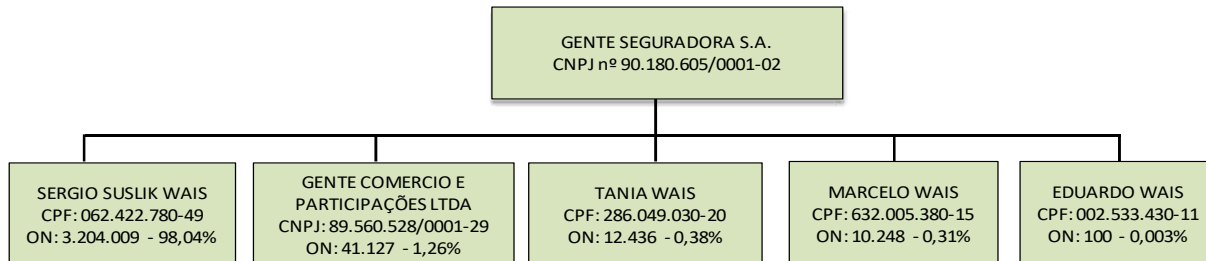 GENTE SEGURADORA S.A.
CNPJ nº 90.180.605/0001-02
SERGIO SUSLIK WAIS
CPF: 062.422.780-49
ON: 3.204.009 - 98,04%
GENTE COMERCIO E
PARTICIPAÇÕES LTDA
CNPJ: 89.560.528/0001-29
ON: 41.127 - 1,26%
TANIA WAIS
CPF: 286.049.030-20
ON: 12.436 - 0,38%
MARCELO WAIS
CPF: 632.005.380-15
ON: 10.248 - 0,31%
EDUARDO WAIS
CPF: 002.533.430-11
ON: 100 - 0,003%